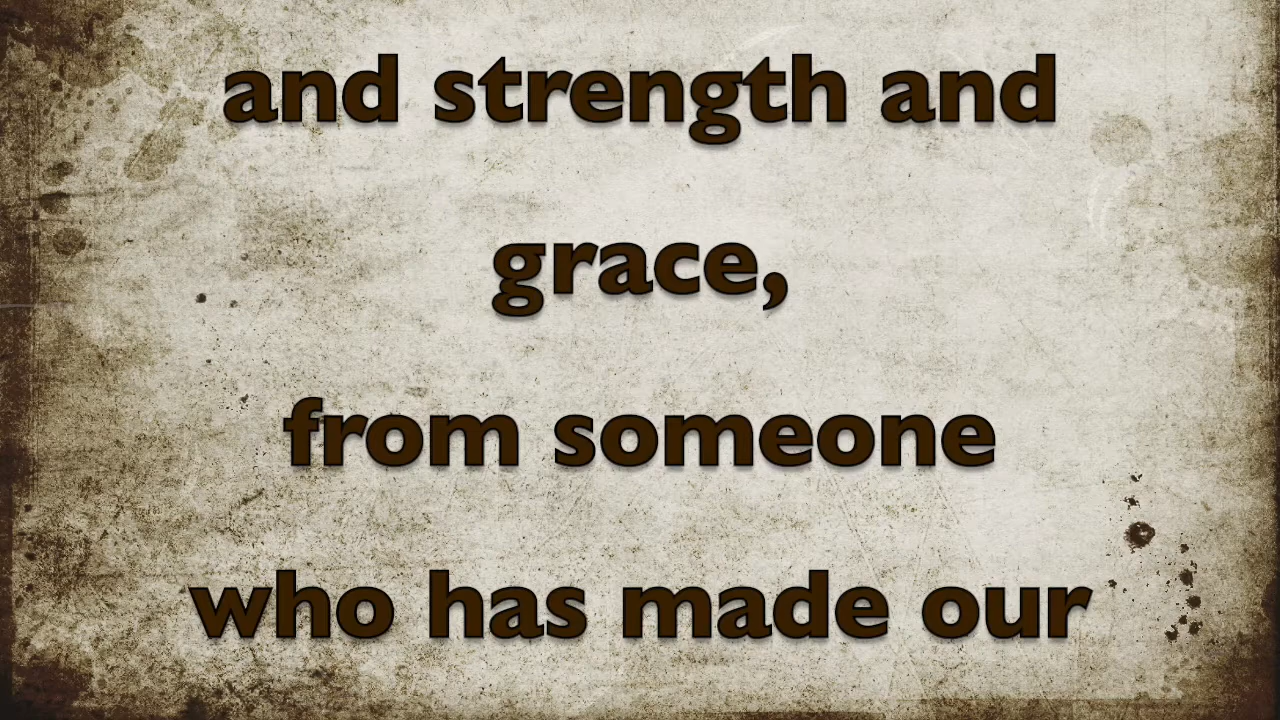 and strength and
grace,
from someone
who has made our